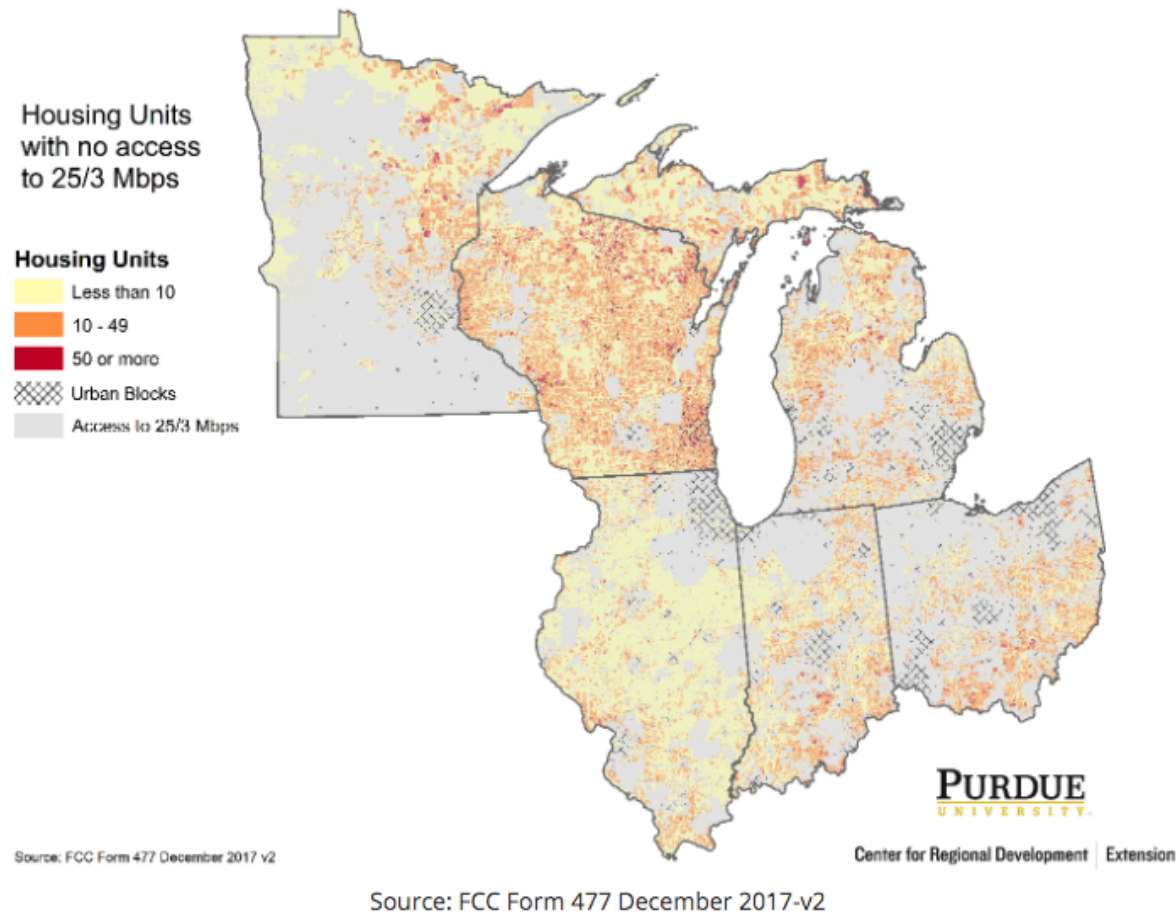 Housing Units
with no access
to 25/3 Mbps
Housing Units
Less than 10
10 - 49
50 or more
Urban Blocks
Access to 25/3 Mbps
PURDUE
UNIVERSITY
Source: FCC Form 477 December 2017 v2
Center for Regional Development | Extension
Source: FCC Form 477 December 2017-v2